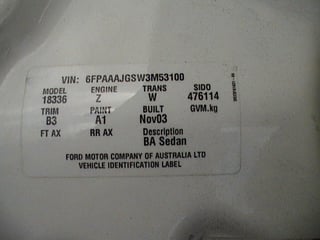 VIN: 6FPAAAJGSW3M53100
MODEL ENGINE TRANS SIDO
18336 Z W 476114
TRIM PAINT BUILT GVM.kg
B3 A1 Nov03
FT AX RR AX Description
BA Sedan
FORD MOTOR COMPANY OF AUSTRALIA LTD
VEHICLE IDENTIFICATION LABEL